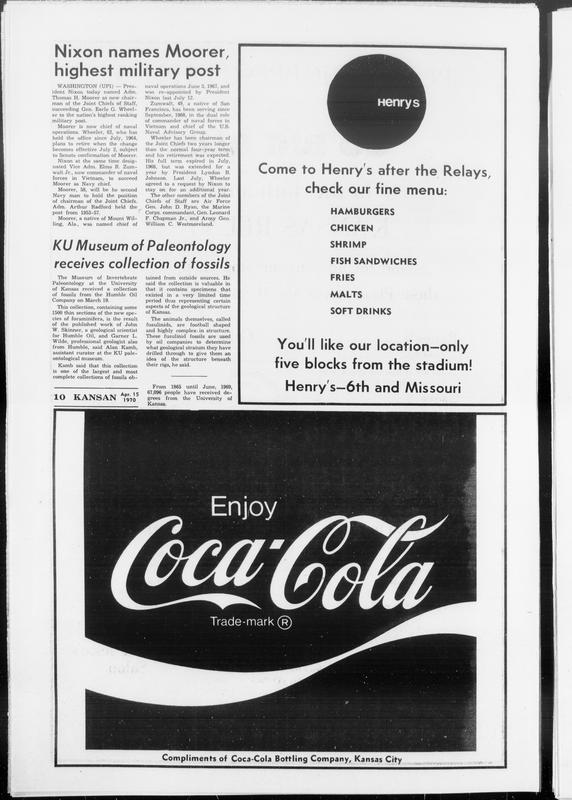 Nixon names Moorer,
highest military post
WASHINGTON (UPI) — Pres-
ident Nixon today named Adm.
Thomas H. Moorer as new chair-
man of the Joint Chiefs of Staff,
succeeding Gen. Earle G. Wheel-
er in the nation's highest ranking
military post.
Moorer is now chief of naval
operations. Wheeler, 62, who has
held the office since July, 1964,
plans to retire when the change
becomes effective July 2, subject
to Senate confirmation of Moorer.
Nixon at the same time desig-
nated Vice Adm. Elmo R. Zum-
walt Jr., now commander of naval
forces in Vietnam, to succeed
Moorer as Navy chief.
Moorer, 58, will be the second
Navy man to hold the position
of chairman of the Joint Chiefs.
Adm. Arthur Radford held the
post from 1953-57.
Moorer, a native of Mount Wil-
ling, Ala., was named chief of
naval operations June 3, 1967, and
was re-appointed by President
Nixon last July 12.
Zumwalt, 49, a native of San
Francisco, has been serving since
September, 1968, in the dual role
of commander of naval forces in
Vietnam and chief of the U.S.
Naval Advisory Group.
Wheeler has been chairman of
the Joint Chiefs two years longer
than the normal four-year term
and his retirement was expected.
His full term expired in July,
1968, but was extended for a
year by President Lyndon B.
Johnson. Last July, Wheeler
agreed to a request by Nixon to
stay on for an additional year.
The other members of the Joint
Chiefs of Staff are Air Force
Gen. John D. Ryan, the Marine
Corps. commandant, Gen. Leonard
F. Chapman Jr., and Army Gen.
William C. Westmoreland.
KU Museum of Paleontology
receives collection of fossils
The Museum of Invertebrate
Paleontology at the University
of Kansas received a collection
of fossils from the Humble Oil
Company on March 19.
This collection, containing some
1500 thin sections of the new spe-
cies of foraminifera, is the result
of the published work of John
W. Skinner, a geological scientist
for Humble Oil, and Garner L.
Wilde, professional geologist also
from Humble, said Alan Kamb,
assistant curator at the KU pale-
ontological museum.
Kamb said that this collection
is one of the largest and most
complete collections of fossils ob-
tained from outside sources. He
said the collection is valuable in
that it contains specimens that
existed in a very limited time
period thus representing certain
aspects of the geological structure
of Kansas.
The animals themselves, called
fusulinids, are football shaped
and highly complex in structure.
These fusulinid fossils are used
by oil companies to determine
what geological stratum they have
drilled through to give them an
idea of the structure beneath
their rigs, he said.
From 1865 until June, 1969,
67,096 people have received de-
grees from the University of
Kansas.
10 KANSAN Apr. 15
1970
Henrys
Come to Henry's after the Relays,
check our fine menu:
HAMBURGERS
CHICKEN
SHRIMP
FISH SANDWICHES
FRIES
MALTS
SOFT DRINKS
You'll like our location—only
five blocks from the stadium!
Henry's—6th and Missouri
Enjoy
Coca-Cola
Trade-mark ®
Compliments of Coca-Cola Bottling Company, Kansas City